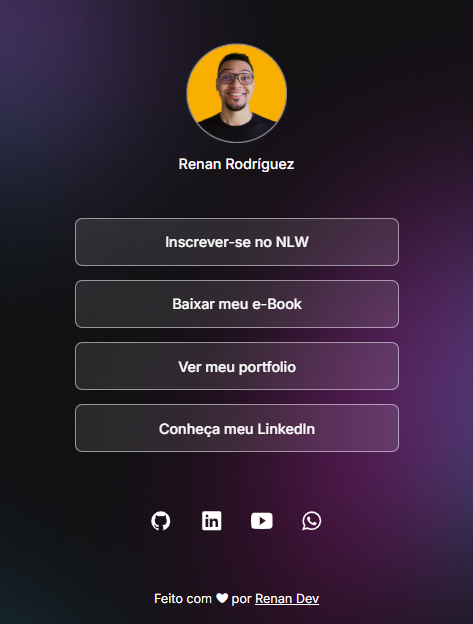 Renan Rodríguez
Inscrever-se no NLW
Baixar meu e-Book
Ver meu portfolio
Conheça meu LinkedIn
in
Feito com ♥ por Renan Dev